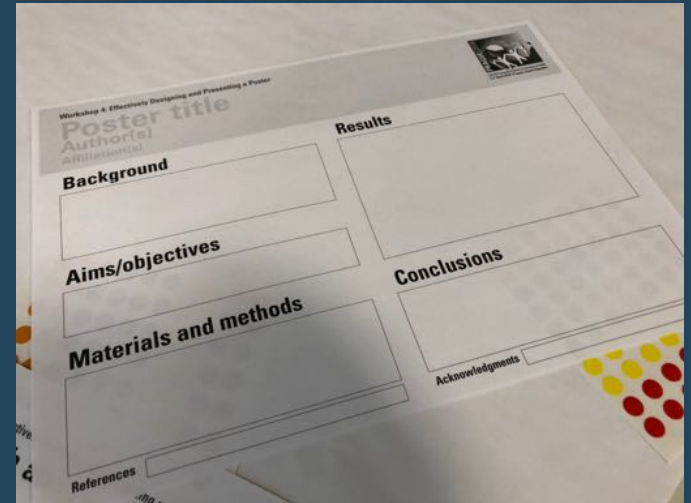 Workshop 4: Effectively Designing and Presenting a Poster
Poster title
Author(s)
Affiliation(s)
Background
Aims/objectives
Materials and methods
References
Results
Conclusions
Acknowledgments